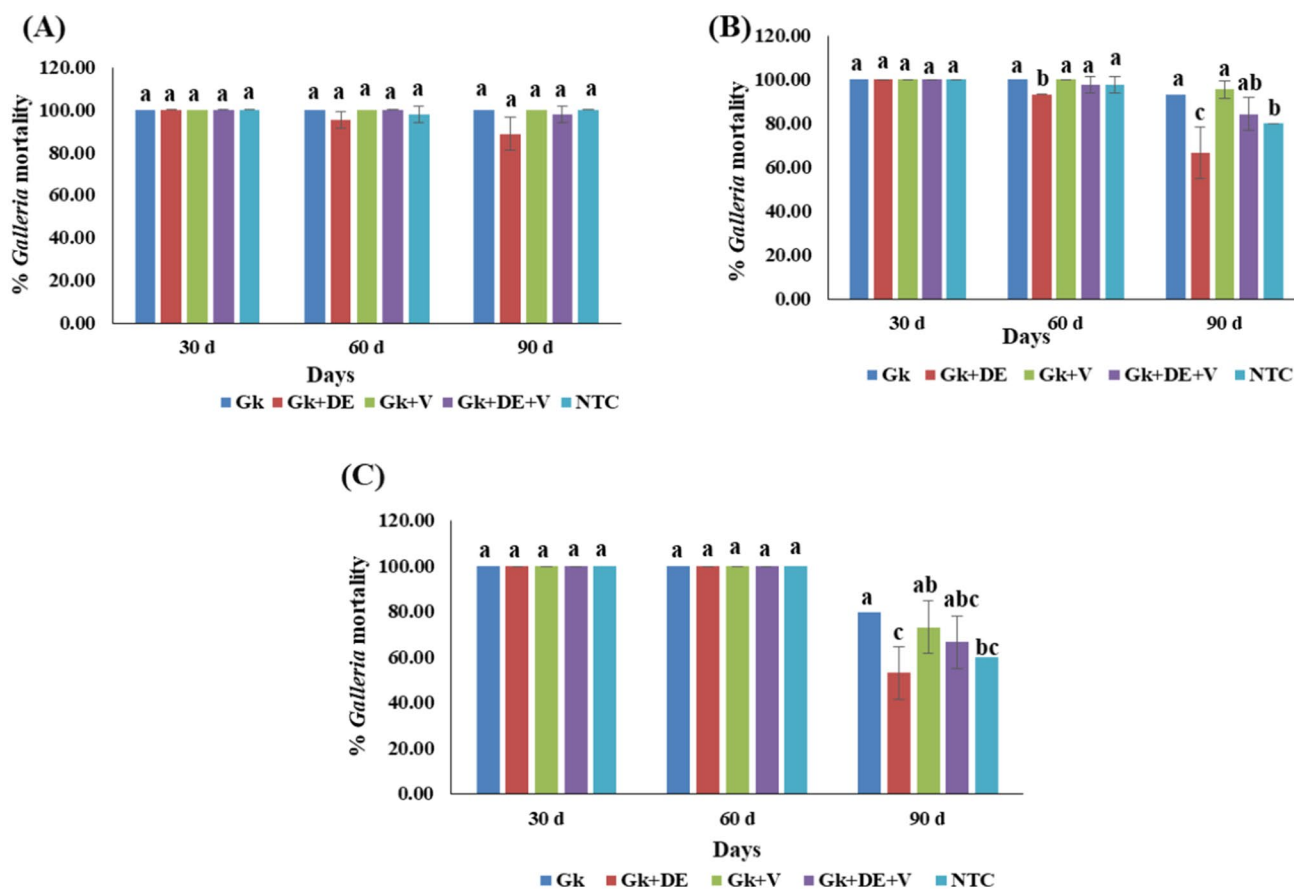 (A)
% Galleria mortality
120.00
100.00
80.00
60.00
40.00
20.00
0.00
a a a a a
a a a a a
a a a a a
30 d 60 d 90 d
Days
Gk Gk+DE Gk+V Gk+DE+V NTC
(B)
% Galleria mortality
120.00
100.00
80.00
60.00
40.00
20.00
0.00
a a a a a
a b a a a
a c a ab b
30 d 60 d 90 d
Days
Gk Gk+DE Gk+V Gk+DE+V NTC
(C)
% Galleria mortality
120.00
100.00
80.00
60.00
40.00
20.00
0.00
a a a a a
a a a a a
a c ab abc bc
30 d 60 d 90 d
Days
Gk Gk+DE Gk+V Gk+DE+V NTC